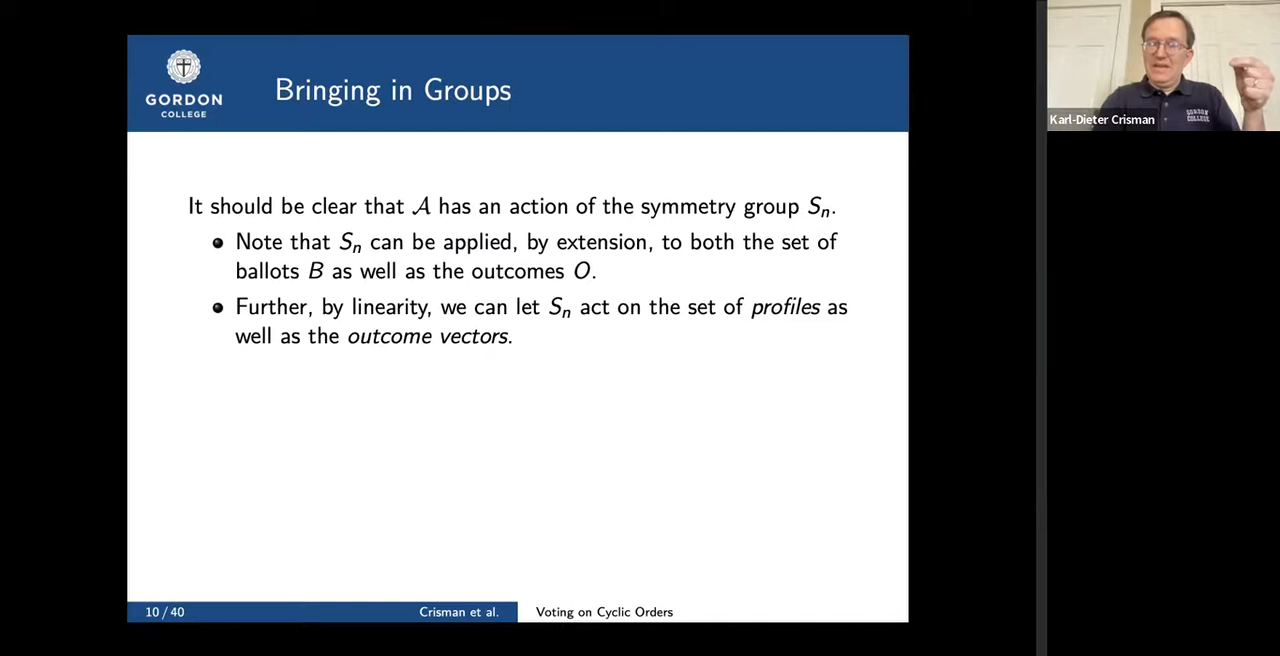 GORDON
COLLEGE
Bringing in Groups
It should be clear that 𝒜 has an action of the symmetry group Sₙ.
• Note that Sₙ can be applied, by extension, to both the set of
ballots B as well as the outcomes O.
• Further, by linearity, we can let Sₙ act on the set of profiles as
well as the outcome vectors.
10 / 40
Crisman et al.
Voting on Cyclic Orders
GORDON
COLLEGE
Karl-Dieter Crisman